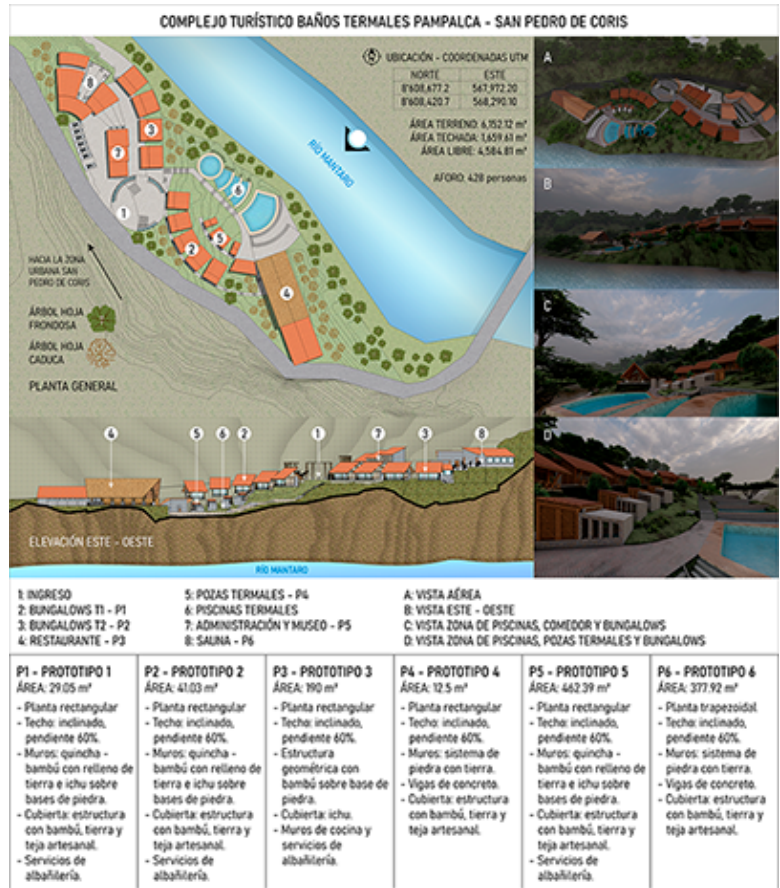 COMPLEJO TURÍSTICO BAÑOS TERMALES PAMPALCA - SAN PEDRO DE CORIS
UBICACIÓN - COORDENADAS UTM
NORTE ESTE
8'608,677.2 567,972.20
8'608,420.7 568,290.10
ÁREA TERRENO: 6,152.12 m²
ÁREA TECHADA: 1,659.61 m²
ÁREA LIBRE: 4,584.81 m²
AFORO: 428 personas
RÍO MANTARO
8
3
7
1
6
5
2
4
HACIA LA ZONA
URBANA SAN
PEDRO DE CORIS
ÁRBOL HOJA
FRONDOSA
ÁRBOL HOJA
CADUCA
PLANTA GENERAL
A
B
C
D
4 5 6 2 1 7 3 8
ELEVACIÓN ESTE - OESTE
RÍO MANTARO
1: INGRESO
2: BUNGALOWS T1 - P1
3: BUNGALOWS T2 - P2
4: RESTAURANTE - P3
5: POZAS TERMALES - P4
6: PISCINAS TERMALES
7: ADMINISTRACIÓN Y MUSEO - P5
8: SAUNA - P6
A: VISTA AÉREA
B: VISTA ESTE - OESTE
C: VISTA ZONA DE PISCINAS, COMEDOR Y BUNGALOWS
D: VISTA ZONA DE PISCINAS, POZAS TERMALES Y BUNGALOWS
P1 - PROTOTIPO 1
ÁREA: 29.05 m²
- Planta rectangular
- Techo: inclinado,
pendiente 60%.
- Muros: quincha -
bambú con relleno de
tierra e ichu sobre
bases de piedra.
- Cubierta: estructura
con bambú, tierra y
teja artesanal.
- Servicios de
albañilería.
P2 - PROTOTIPO 2
ÁREA: 41.03 m²
- Planta rectangular
- Techo: inclinado,
pendiente 60%.
- Muros: quincha -
bambú con relleno de
tierra e ichu sobre
bases de piedra.
- Cubierta: estructura
con bambú, tierra y
teja artesanal.
- Servicios de
albañilería.
P3 - PROTOTIPO 3
ÁREA: 190 m²
- Planta rectangular
- Techo: inclinado,
pendiente 60%.
- Estructura
geométrica con
bambú sobre base de
piedra.
- Cubierta: ichu.
- Muros de cocina y
servicios de
albañilería.
P4 - PROTOTIPO 4
ÁREA: 12.5 m²
- Planta rectangular
- Techo: inclinado,
pendiente 60%.
- Muros: sistema de
piedra con tierra.
- Vigas de concreto.
- Cubierta: estructura
con bambú, tierra y
teja artesanal.
P5 - PROTOTIPO 5
ÁREA: 462.39 m²
- Planta rectangular
- Techo: inclinado,
pendiente 60%.
- Muros: quincha -
bambú con relleno de
tierra e ichu sobre
bases de piedra.
- Cubierta: estructura
con bambú, tierra y
teja artesanal.
- Servicios de
albañilería.
P6 - PROTOTIPO 6
ÁREA: 377.92 m²
- Planta trapezoidal
- Techo: inclinado,
pendiente 60%.
- Muros: sistema de
piedra con tierra.
- Vigas de concreto.
- Cubierta: estructura
con bambú, tierra y
teja artesanal.